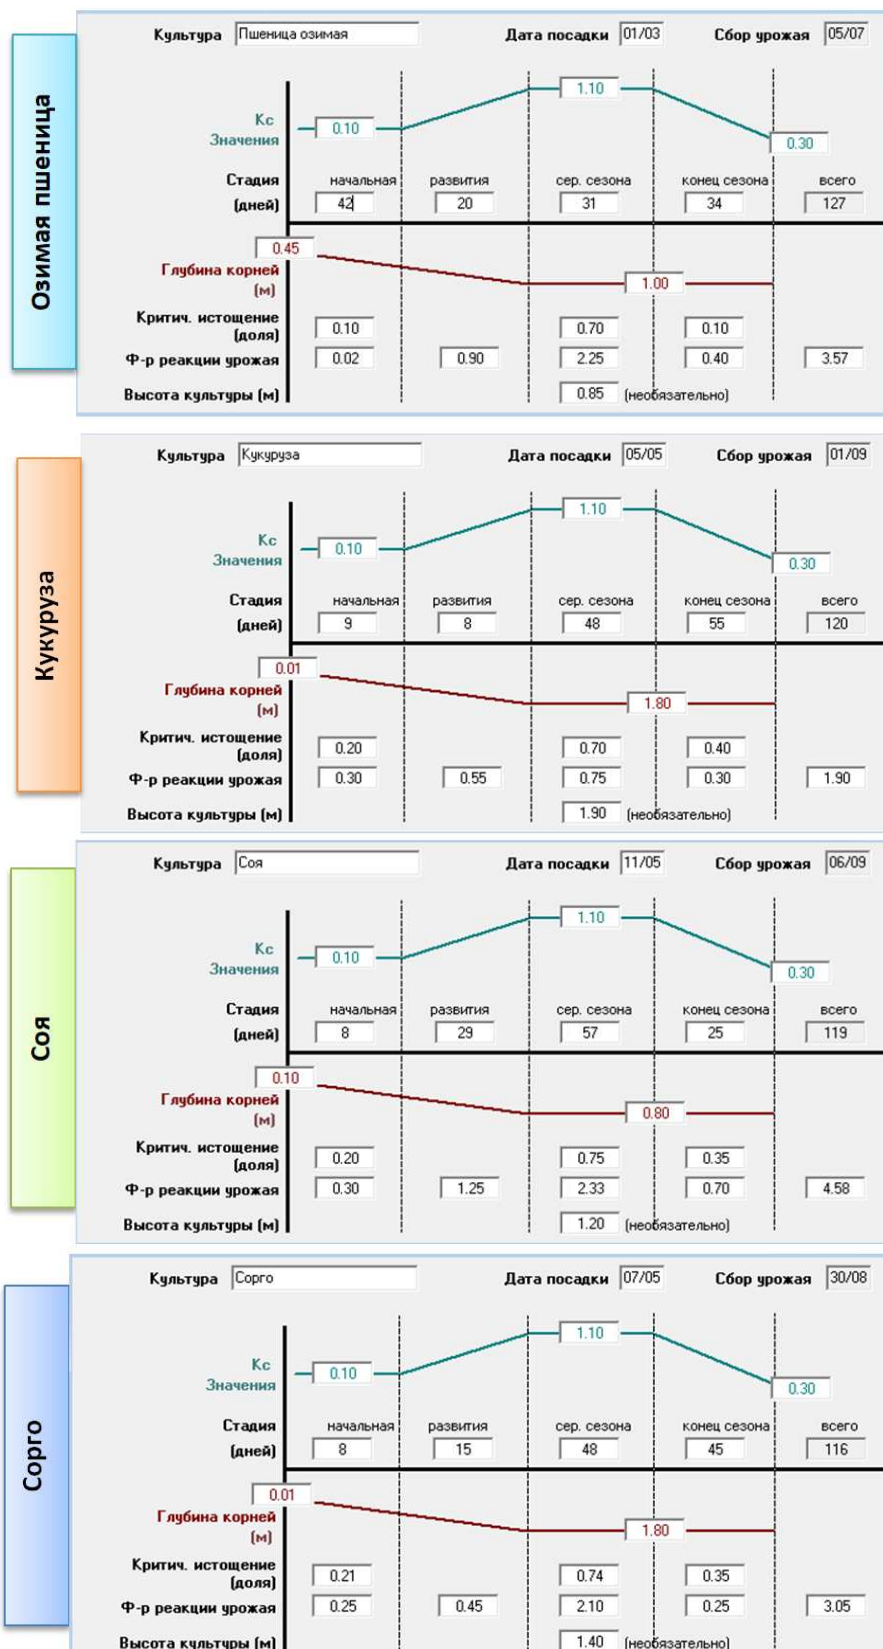 Озимая пшеница
Культура Пшеница озимая Дата посадки 01/03 Сбор урожая 05/07
Kc 0.10 1.10 0.30
Значения
Стадия начальная развития сер. сезона конец сезона всего
(дней) 42 20 31 34 127
0.45
Глубина корней 1.00
(м)
Критич. истощение 0.10 0.70 0.10
(доля)
Ф-р реакции урожая 0.02 0.90 2.25 0.40 3.57
Высота культуры (м) 0.85 (необязательно)
Кукуруза
Культура Кукуруза Дата посадки 05/05 Сбор урожая 01/09
Kc 0.10 1.10 0.30
Значения
Стадия начальная развития сер. сезона конец сезона всего
(дней) 9 8 48 55 120
0.01
Глубина корней 1.80
(м)
Критич. истощение 0.20 0.70 0.40
(доля)
Ф-р реакции урожая 0.30 0.55 0.75 0.30 1.90
Высота культуры (м) 1.90 (необязательно)
Соя
Культура Соя Дата посадки 11/05 Сбор урожая 06/09
Kc 0.10 1.10 0.30
Значения
Стадия начальная развития сер. сезона конец сезона всего
(дней) 8 29 57 25 119
0.10
Глубина корней 0.80
(м)
Критич. истощение 0.20 0.75 0.35
(доля)
Ф-р реакции урожая 0.30 1.25 2.33 0.70 4.58
Высота культуры (м) 1.20 (необязательно)
Сорго
Культура Сорго Дата посадки 07/05 Сбор урожая 30/08
Kc 0.10 1.10 0.30
Значения
Стадия начальная развития сер. сезона конец сезона всего
(дней) 8 15 48 45 116
0.01
Глубина корней 1.80
(м)
Критич. истощение 0.21 0.74 0.35
(доля)
Ф-р реакции урожая 0.25 0.45 2.10 0.25 3.05
Высота культуры (м) 1.40 (необязательно)